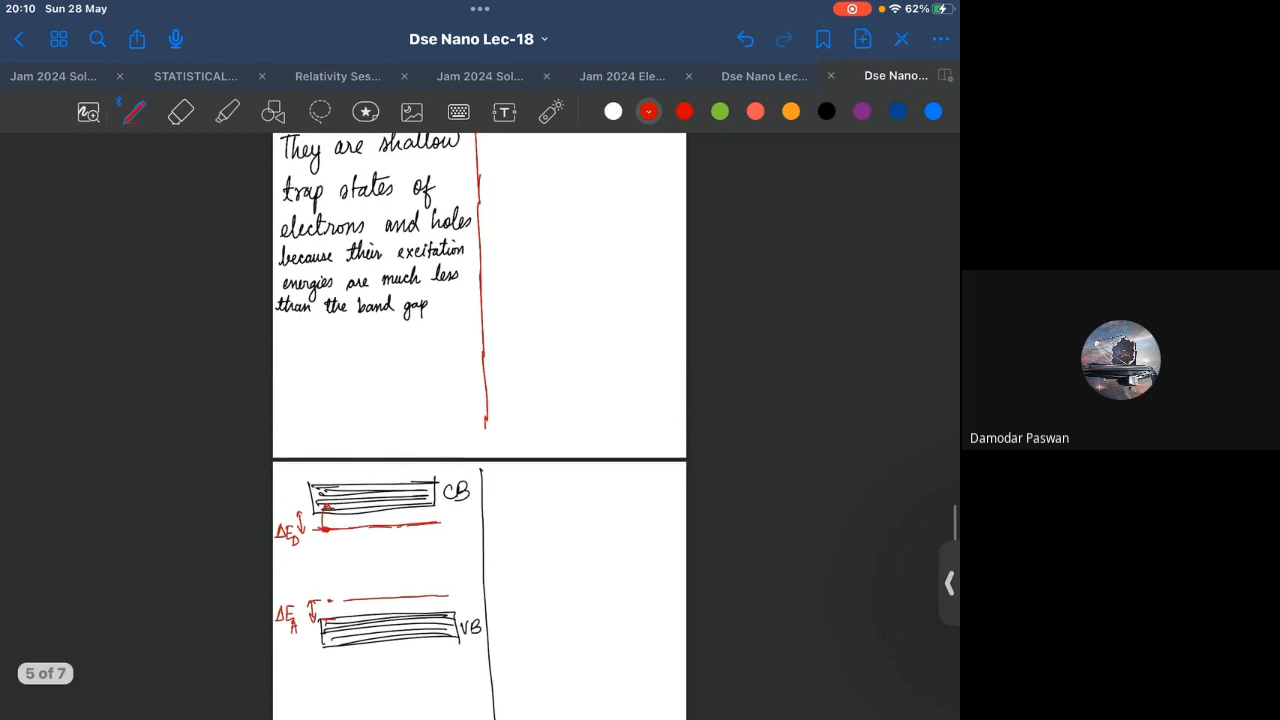 20:10 Sun 28 May
62%
Dse Nano Lec-18
Jam 2024 Sol...
STATISTICAL...
Relativity Ses...
Jam 2024 Sol...
Jam 2024 Ele...
Dse Nano Lec...
Dse Nano...
They are shallow
trap states of
electrons and holes
because their excitation
energies are much less
than the band gap
CB
ΔE_D
ΔE_A
VB
5 of 7
Damodar Paswan